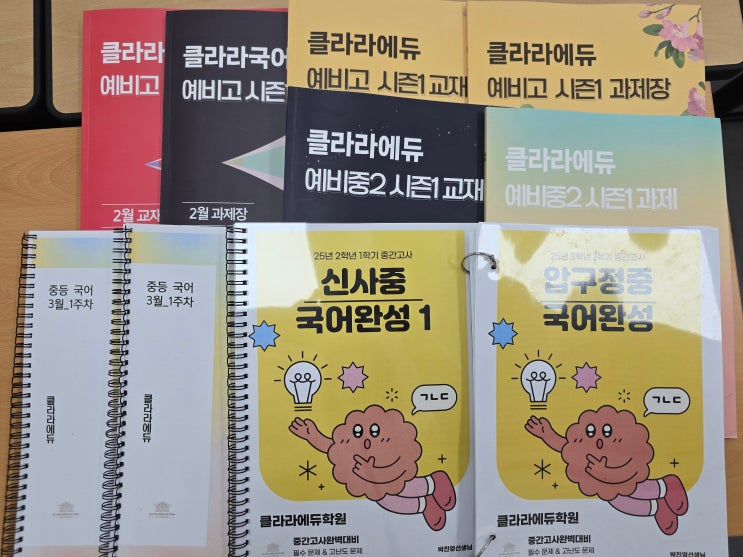 클라라
예비고
2월 교재
클라라국어
예비고 시즌1
2월 과제장
클라라에듀
예비고 시즌1 교재
클라라에듀
예비고 시즌1 과제장
클라라에듀
예비중2 시즌1 교재
클라라에듀
예비중2 시즌1 과제
중등 국어
3월_1주차
클라라에듀
중등 국어
3월_1주차
클라라에듀
25년 2학년 1학기 중간고사
신사중
국어완성 1
ㄱㄴㄷ
클라라에듀학원
중간고사완벽대비
필수 문제 & 고난도 문제
25년 3학년 1학기 중간고사
압구정중
국어완성
ㄱㄴㄷ
클라라에듀학원
중간고사완벽대비
필수 문제 & 고난도 문제
박진영선생님